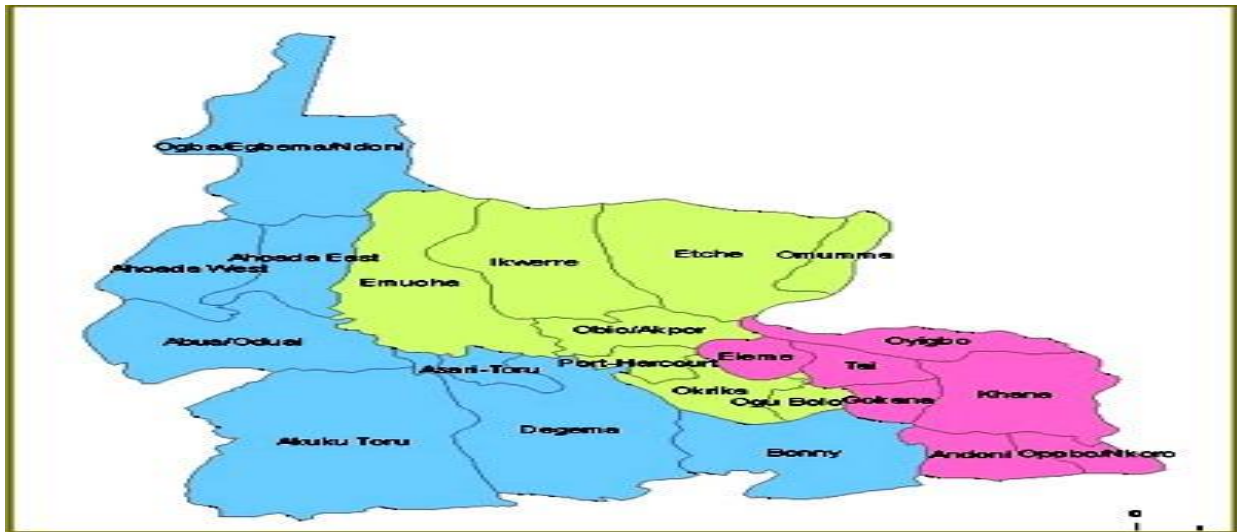 Ogba/Egbema/Ndoni
Ahoada East
Ahoada West
Emuoha
Ikwerre
Etche
Omumma
Abua/Odual
Obio/Akpor
Oyigbo
Asari-Toru
Port-Harcourt
Eleme
Tai
Okrika
Ogu Bolo
Gokana
Khana
Akuku Toru
Degema
Bonny
Andoni
Opobo/Nkoro